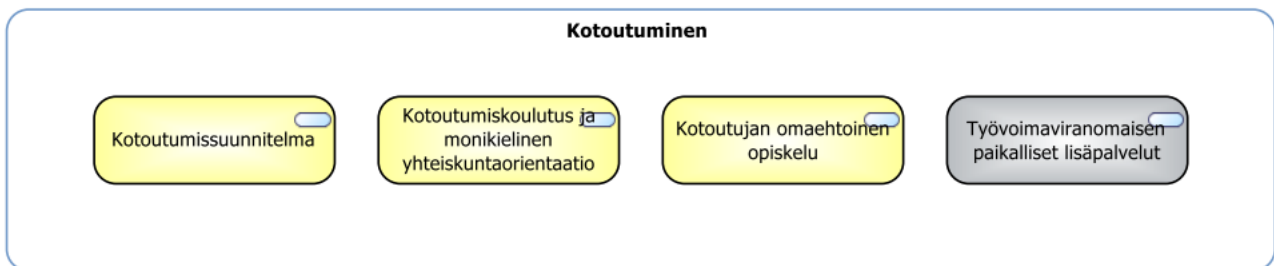 Kotoutuminen
Kotoutumissuunnitelma
Kotoutumiskoulutus ja
monikielinen
yhteiskuntaorientaatio
Kotoutujan omaehtoinen
opiskelu
Työvoimaviranomaisen
paikalliset lisäpalvelut